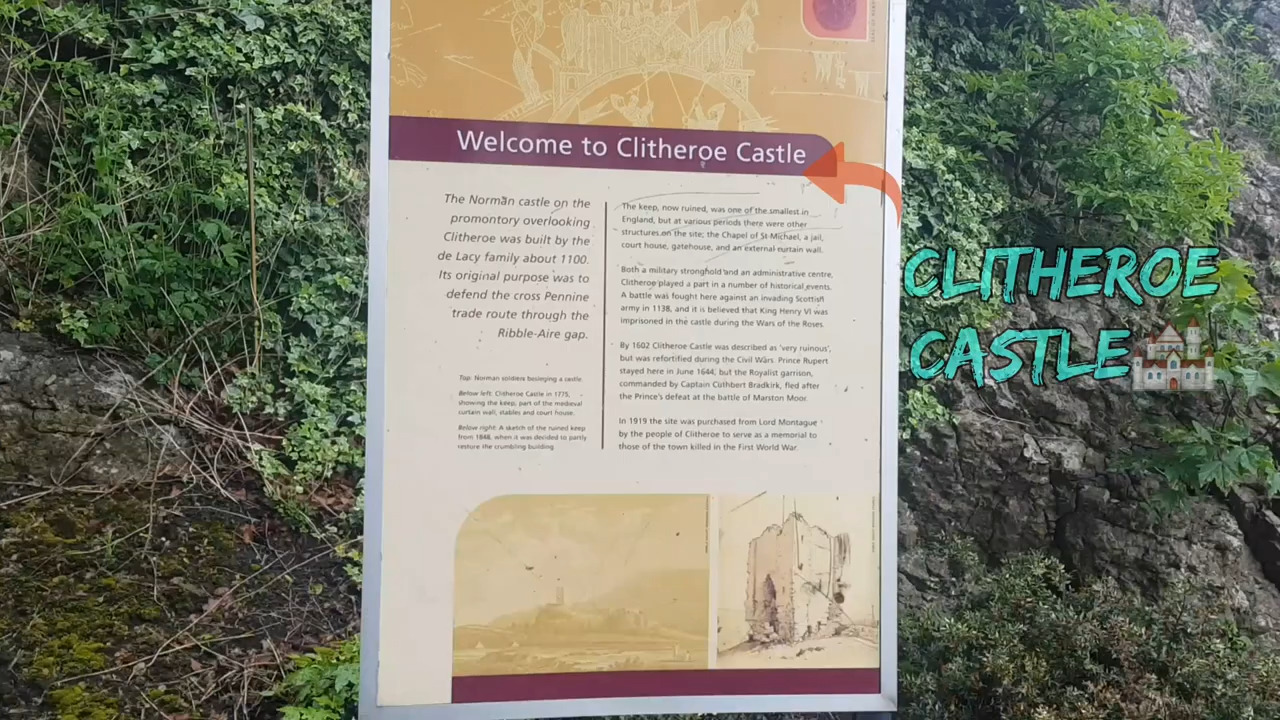 Welcome to Clitheroe Castle
The Norman castle on the
promontory overlooking
Clitheroe was built by the
de Lacy family about 1100.
Its original purpose was to
defend the cross Pennine
trade route through the
Ribble-Aire gap.
Top: Norman soldiers besieging a castle.
Below left: Clitheroe Castle in 1775,
showing the keep, part of the medieval
curtain wall, stables and court house.
Below right: A sketch of the ruined keep
from 1848, when it was decided to partly
restore the crumbling building.
The keep, now ruined, was one of the smallest in
England, but at various periods there were other
structures on the site; the Chapel of St Michael, a jail,
court house, gatehouse, and an external curtain wall.
Both a military stronghold and an administrative centre,
Clitheroe played a part in a number of historical events.
A battle was fought here against an invading Scottish
army in 1138, and it is believed that King Henry VI was
imprisoned in the castle during the Wars of the Roses.
By 1602 Clitheroe Castle was described as 'very ruinous',
but was refortified during the Civil Wars. Prince Rupert
stayed here in June 1644, but the Royalist garrison,
commanded by Captain Cuthbert Bradkirk, fled after
the Prince's defeat at the battle of Marston Moor.
In 1919 the site was purchased from Lord Montague
by the people of Clitheroe to serve as a memorial to
those of the town killed in the First World War.
CLITHEROE
CASTLE